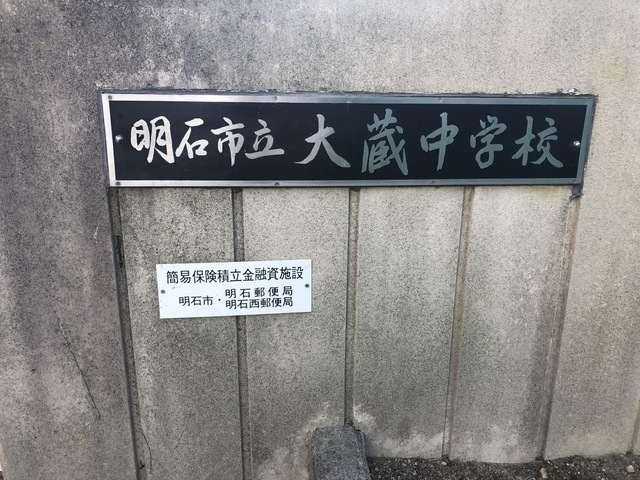 明石市立大蔵中学校
簡易保険積立金融資施設
明石市・明石郵便局
明石西郵便局